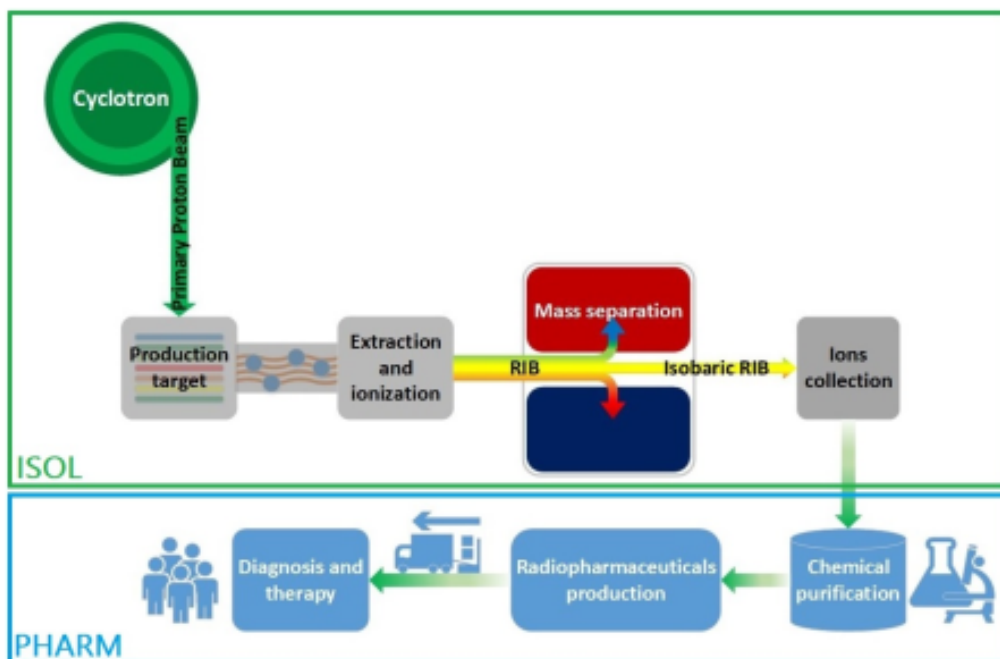 Cyclotron
Primary Proton Beam
Production
target
Extraction
and
ionization
Mass separation
RIB
Isobaric RIB
Ions
collection
ISOL
Diagnosis and
therapy
Radiopharmaceuticals
production
Chemical
purification
PHARM